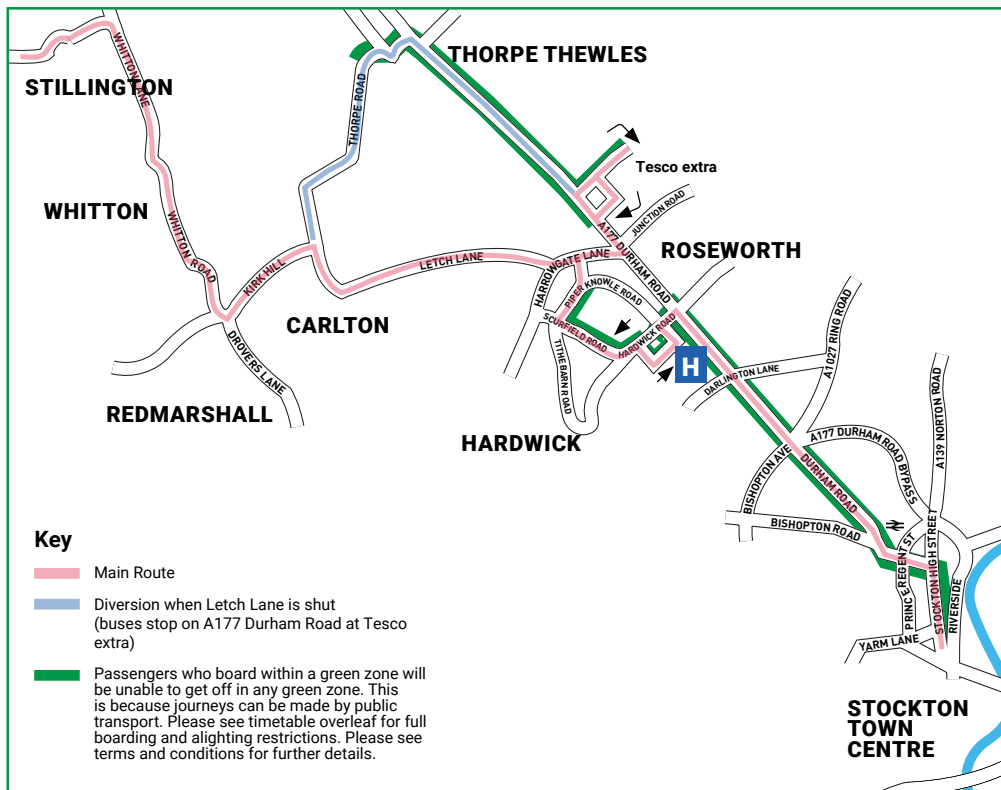 THORPE THEWLES
STILLINGTON
WHITTON LANE
THORPE ROAD
Tesco extra
WHITTON
JUNCTION ROAD
A177 DURHAM ROAD
ROSEWORTH
WHITTON ROAD
KIRK HILL
LETCH LANE
HARROWGATE LANE
PIPER KNOWLE ROAD
CARLTON
SCURFIELD ROAD
HARDWICK ROAD
H
DROVERS LANE
TITHEBARN ROAD
DARLINGTON LANE
A1027 RING ROAD
REDMARSHALL
HARDWICK
A139 NORTON ROAD
A177 DURHAM ROAD BYPASS
BISHOPTON AVE
DURHAM ROAD
BISHOPTON ROAD
PRINCE REGENT ST
STOCKTON HIGH STREET
RIVERSIDE
YARM LANE
STOCKTON
TOWN
CENTRE
Key
Main Route
Diversion when Letch Lane is shut
(buses stop on A177 Durham Road at Tesco
extra)
Passengers who board within a green zone will
be unable to get off in any green zone. This
is because journeys can be made by public
transport. Please see timetable overleaf for full
boarding and alighting restrictions. Please see
terms and conditions for further details.